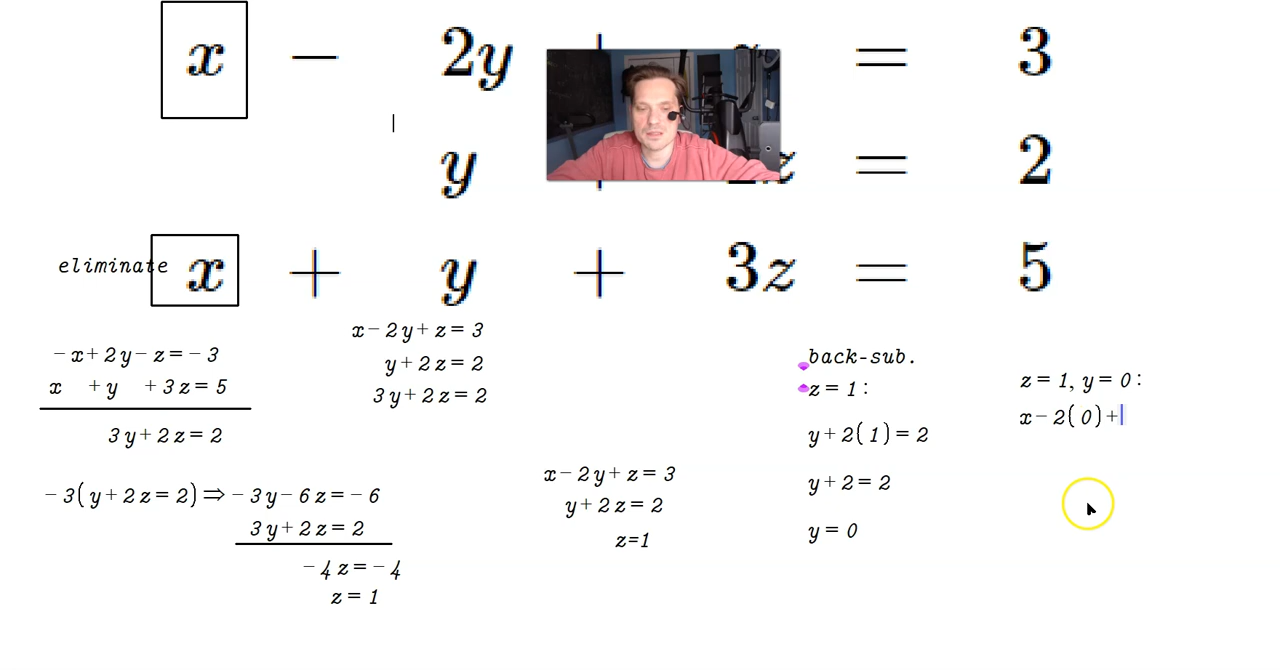 x − 2y + z = 3
y + 2z = 2
eliminate x + y + 3z = 5
−x+2y−z=−3
x +y +3z=5
3y+2z=2
−3(y+2z=2)⇒−3y−6z=−6
3y+2z=2
−4z=−4
z=1
x−2y+z=3
y+2z=2
3y+2z=2
x−2y+z=3
y+2z=2
z=1
back-sub.
z=1:
y+2(1)=2
y+2=2
y=0
z=1, y=0:
x−2(0)+